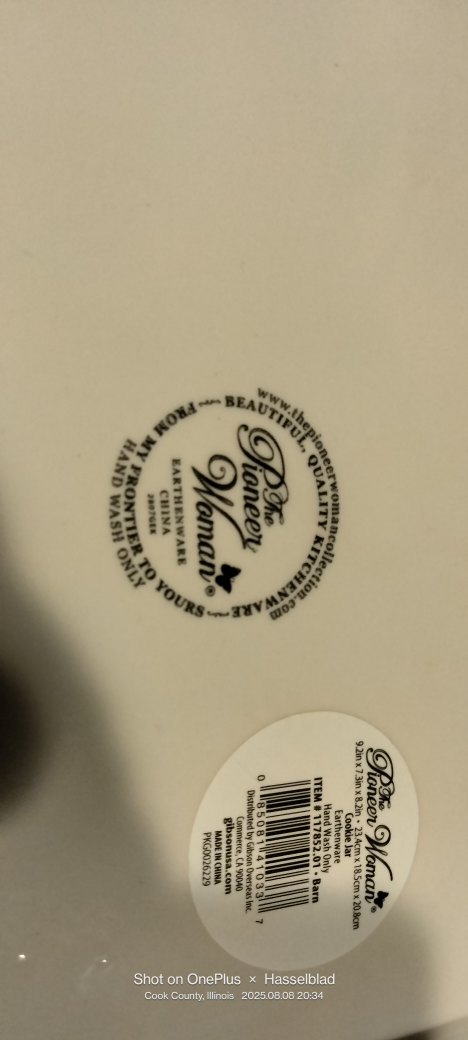 www.thepioneerwomancollection.com
BEAUTIFUL, QUALITY KITCHENWARE
The
Pioneer
Woman®
EARTHENWARE
CHINA
FROM MY FRONTIER TO YOURS
HAND WASH ONLY
The
Pioneer Woman®
9.2in x 7.3in x 8.2in • 23.4cm x 18.5cm x 20.8cm
Cookie Jar
Earthenware
Hand Wash Only
ITEM # 117852.01 • Barn
0 85081 41033 7
Distributed by Gibson Overseas Inc.
Commerce, CA 90040
gibsonusa.com
MADE IN CHINA
PKG0026229
Shot on OnePlus × Hasselblad
Cook County, Illinois 2025.08.08 20:34